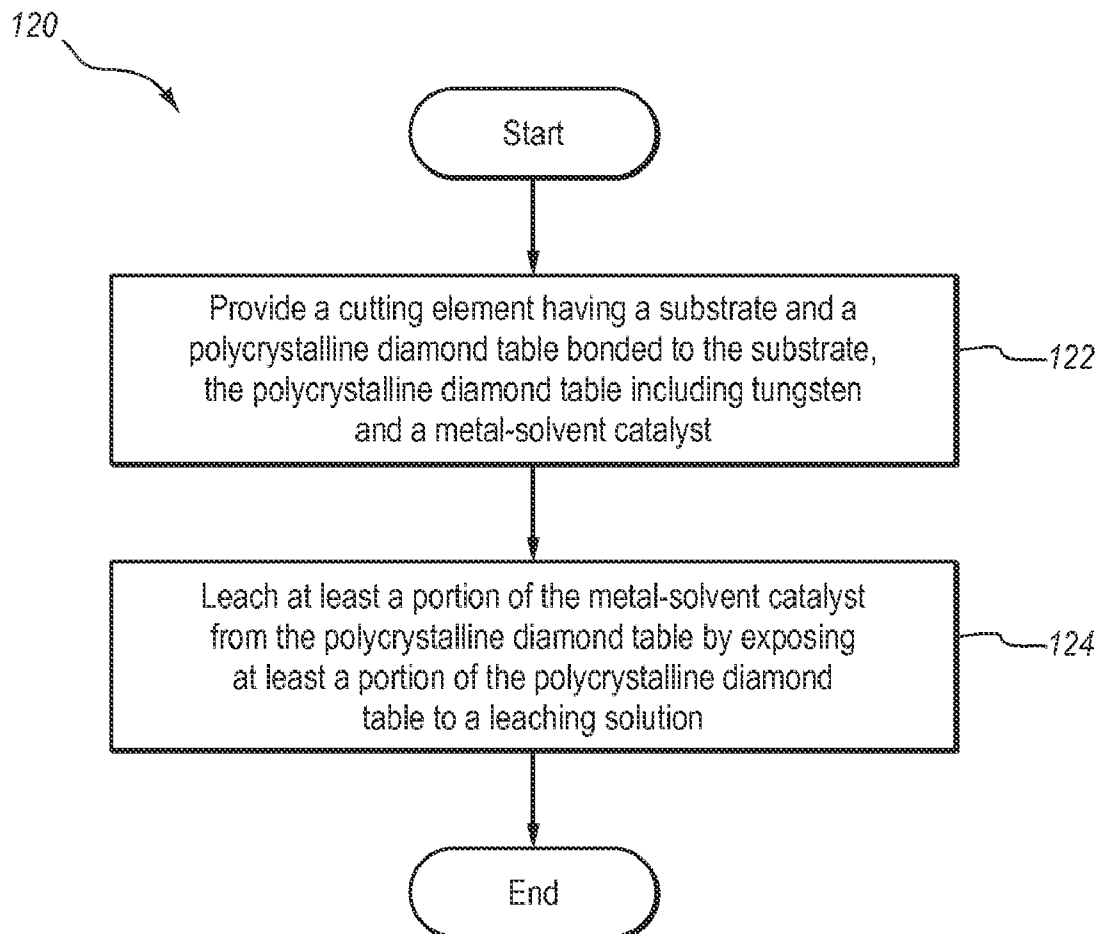 120
Start
Provide a cutting element having a substrate and a
polycrystalline diamond table bonded to the substrate,
the polycrystalline diamond table including tungsten
and a metal-solvent catalyst
122
Leach at least a portion of the metal-solvent catalyst
from the polycrystalline diamond table by exposing
at least a portion of the polycrystalline diamond
table to a leaching solution
124
End